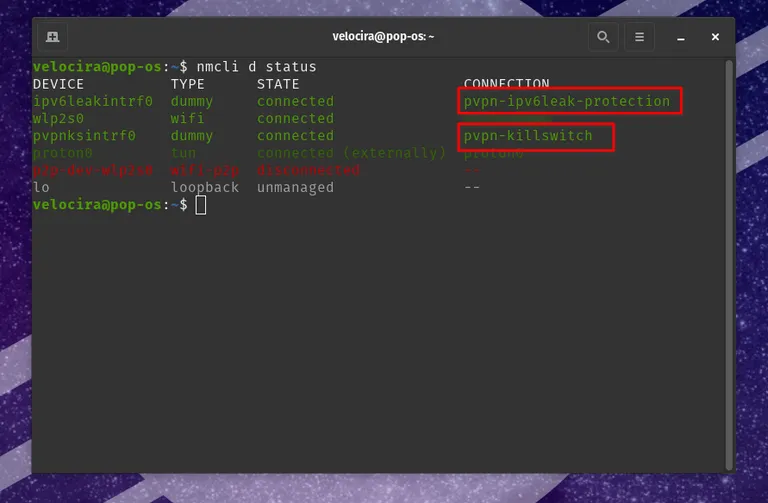 velocira@pop-os: ~
velocira@pop-os:~$ nmcli d status
DEVICE TYPE STATE CONNECTION
ipv6leakintrf0 dummy connected pvpn-ipv6leak-protection
wlp2s0 wifi connected
pvpnksintrf0 dummy connected pvpn-killswitch
proton0 tun connected (externally) proton0
p2p-dev-wlp2s0 wifi-p2p disconnected --
lo loopback unmanaged --
velocira@pop-os:~$